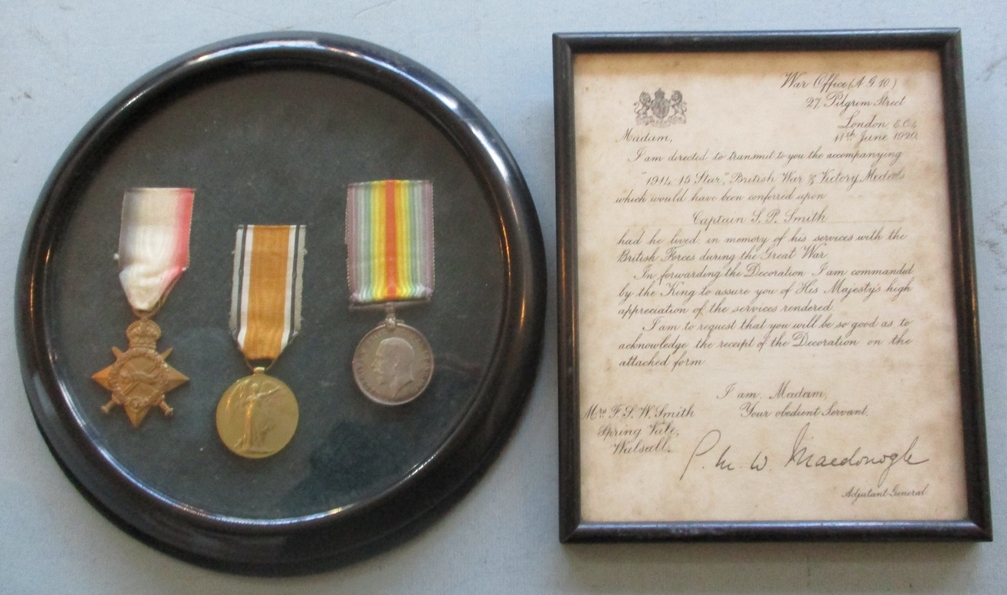 War Office (A G 10)
27 Pilgrim Street
London, E.C.4
11th June 1920.
Madam,
I am directed to transmit to you the accompanying
"1914-15 Star," British War & Victory Medals
which would have been conferred upon
Captain S. P. Smith
had he lived in memory of his services with the
British Forces during the Great War.
In forwarding the Decoration I am commanded
by the King to assure you of His Majesty's high
appreciation of the services rendered.
I am to request that you will be so good as to
acknowledge the receipt of the Decoration on the
attached form
I am, Madam,
Your obedient Servant,
Mrs F. S. W. Smith
Spring Vale,
Walsall.
G. M. W. Macdonogh
Adjutant-General